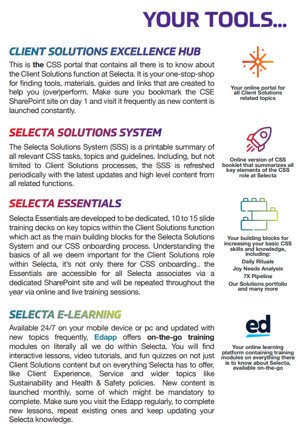 YOUR TOOLS...
CLIENT SOLUTIONS EXCELLENCE HUB
This is the CSS portal that contains all there is to know about
the Client Solutions function at Selecta. It is your one-stop-shop
for finding tools, materials, guides and links that are created to
help you (over)perform. Make sure you bookmark the CSE
SharePoint site on day 1 and visit it frequently as new content is
launched constantly.
Your online portal for
all Client Solutions
related topics
SELECTA SOLUTIONS SYSTEM
The Selecta Solutions System (SSS) is a printable summary of
all relevant CSS tasks, topics and guidelines. Including, but not
limited to Client Solutions processes, the SSS is refreshed
periodically with the latest updates and high level content from
all related functions.
Online version of CSS
booklet that summarizes all
key elements of the CSS
role at Selecta
SELECTA ESSENTIALS
Selecta Essentials are developed to be dedicated, 10 to 15 slide
training decks on key topics within the Client Solutions function
which act as the main building blocks for the Selecta Solutions
System and our CSS onboarding process. Understanding the
basics of all we deem important for the Client Solutions role
within Selecta, it's not only there for CSS onboarding.. the
Essentials are accessible for all Selecta associates via a
dedicated SharePoint site and will be repeated throughout the
year via online and live training sessions.
Your building blocks for
increasing your basic CSS
skills and knowledge,
including:
Daily Rituals
Joy Needs Analysis
7X Pipeline
Our Solutions portfolio
and many more
SELECTA E-LEARNING
Available 24/7 on your mobile device or pc and updated with
new topics frequently, Edapp offers on-the-go training
modules on literally all we do within Selecta. You will find
interactive lessons, video tutorials, and fun quizzes on not just
Client Solutions content but on everything Selecta has to offer,
like Client Experience, Service and wider topics like
Sustainability and Health & Safety policies. New content is
launched monthly, some of which might be mandatory to
complete. Make sure you visit the Edapp regularly, to complete
new lessons, repeat existing ones and keep updating your
Selecta knowledge.
ed
Your online learning
platform containing training
modules on everything there
is to know about Selecta,
available on-the-go